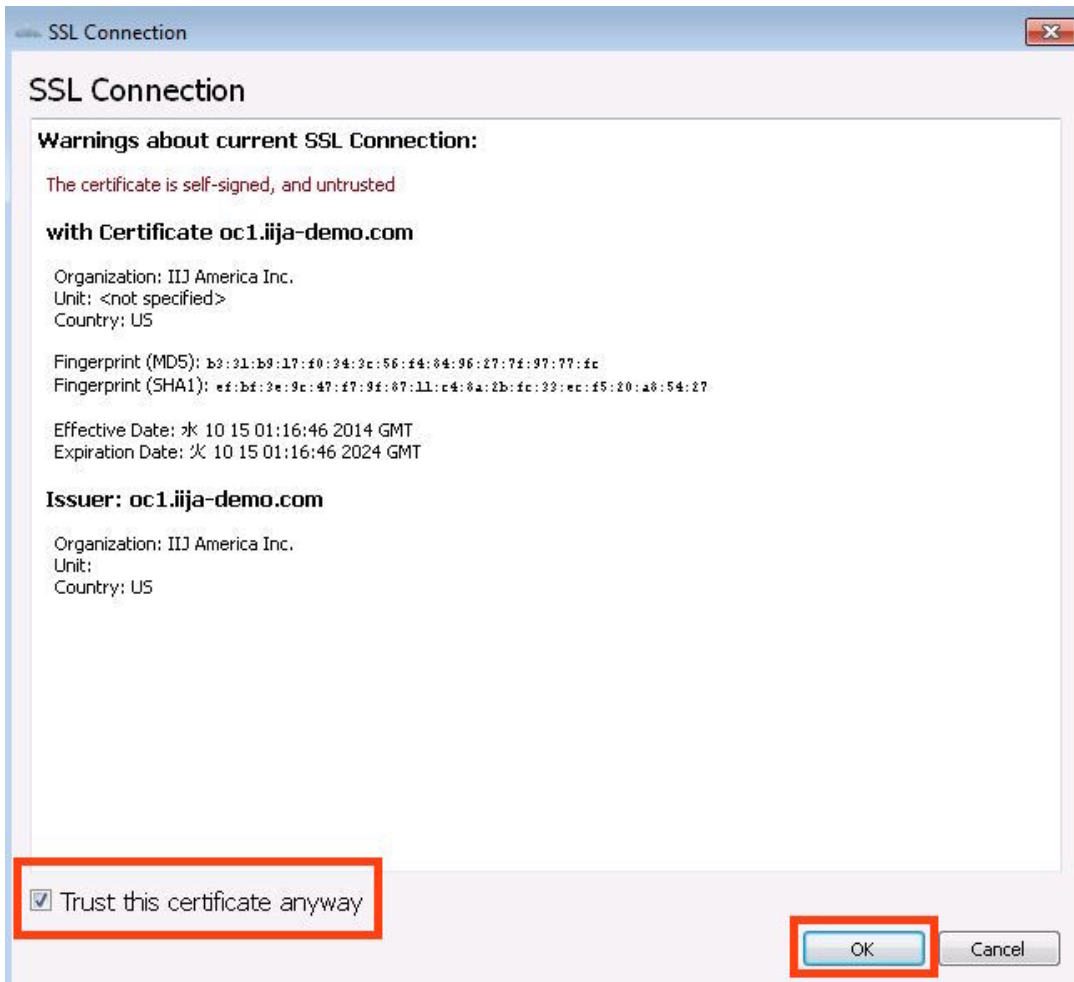 SSL Connection
SSL Connection
Warnings about current SSL Connection:
The certificate is self-signed, and untrusted
with Certificate oc1.iija-demo.com
Organization: IIJ America Inc.
Unit: <not specified>
Country: US
Fingerprint (MD5): b3:31:b9:17:f0:34:3c:56:f4:84:96:27:7f:97:77:fc
Fingerprint (SHA1): ef:bf:3e:9c:47:f7:9f:87:11:c4:8a:2b:fc:33:ec:f5:20:a8:54:27
Effective Date: 水 10 15 01:16:46 2014 GMT
Expiration Date: 火 10 15 01:16:46 2024 GMT
Issuer: oc1.iija-demo.com
Organization: IIJ America Inc.
Unit:
Country: US
Trust this certificate anyway
OK Cancel